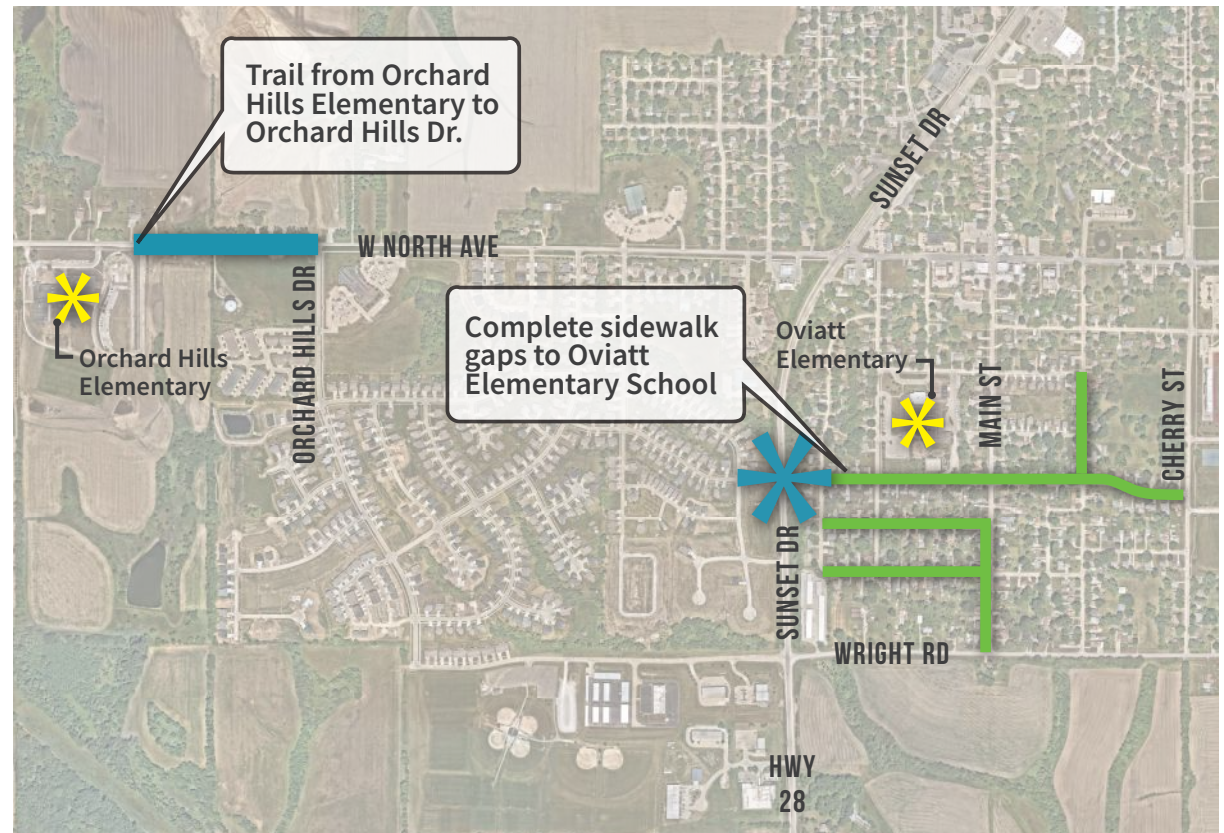 Trail from Orchard
Hills Elementary to
Orchard Hills Dr.
SUNSET DR
W NORTH AVE
ORCHARD HILLS DR
Orchard Hills
Elementary
Complete sidewalk
gaps to Oviatt
Elementary School
Oviatt
Elementary
MAIN ST
CHERRY ST
SUNSET DR
WRIGHT RD
HWY
28